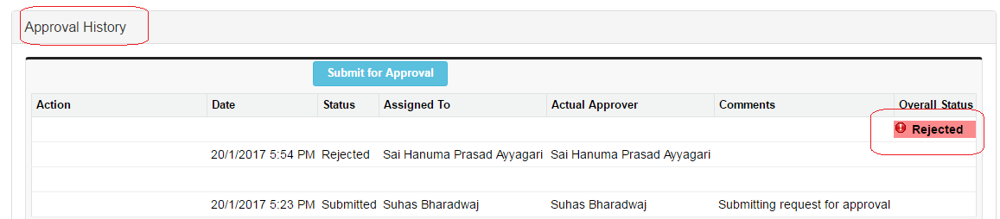 Approval History
Submit for Approval
Action Date Status Assigned To Actual Approver Comments Overall Status
Rejected
20/1/2017 5:54 PM Rejected Sai Hanuma Prasad Ayyagari Sai Hanuma Prasad Ayyagari
20/1/2017 5:23 PM Submitted Suhas Bharadwaj Suhas Bharadwaj Submitting request for approval